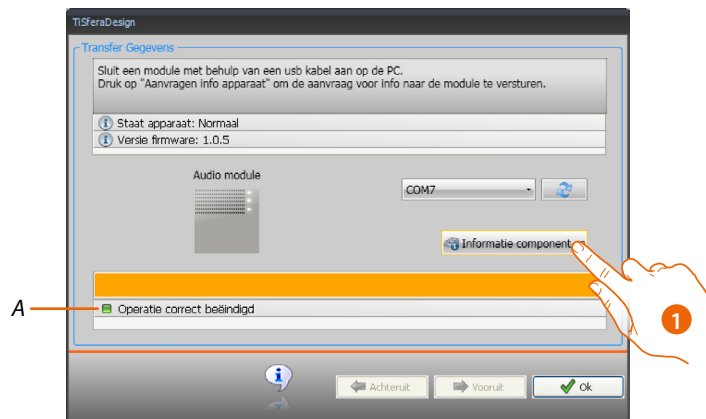 TiSferaDesign
Transfer Gegevens
Sluit een module met behulp van een usb kabel aan op de PC.
Druk op "Aanvragen info apparaat" om de aanvraag voor info naar de module te versturen.
Staat apparaat: Normaal
Versie firmware: 1.0.5
Audio module
COM7
Informatie component
A
Operatie correct beëindigd
1
Achteruit
Vooruit
Ok